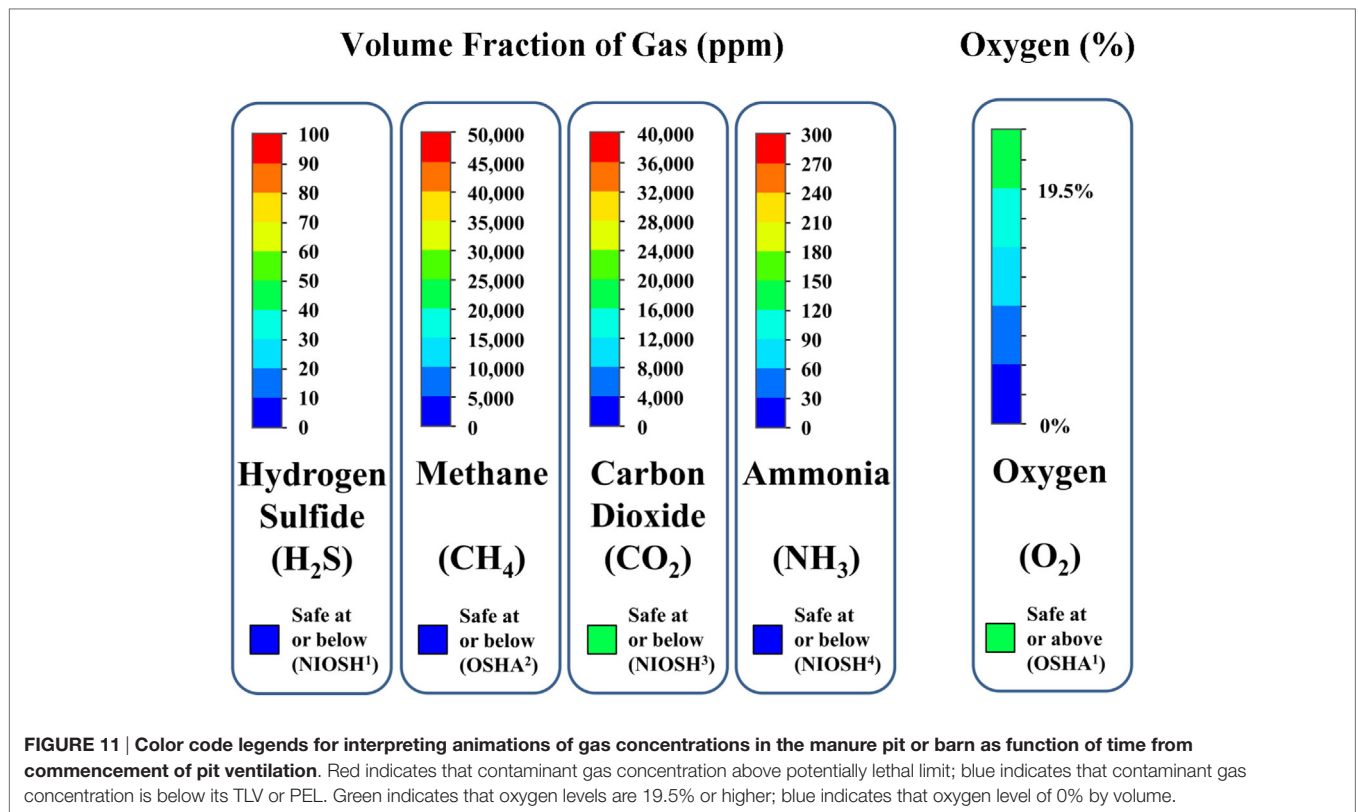 Volume Fraction of Gas (ppm)
Oxygen (%)
100
90
80
70
60
50
40
30
20
10
0
Hydrogen
Sulfide
(H₂S)
Safe at
or below
(NIOSH¹)
50,000
45,000
40,000
35,000
30,000
25,000
20,000
15,000
10,000
5,000
0
Methane
(CH₄)
Safe at
or below
(OSHA²)
40,000
36,000
32,000
28,000
24,000
20,000
16,000
12,000
8,000
4,000
0
Carbon
Dioxide
(CO₂)
Safe at
or below
(NIOSH³)
300
270
240
210
180
150
120
90
60
30
0
Ammonia
(NH₃)
Safe at
or below
(NIOSH⁴)
19.5%
0%
Oxygen
(O₂)
Safe at
or above
(OSHA¹)
FIGURE 11 | Color code legends for interpreting animations of gas concentrations in the manure pit or barn as function of time from
commencement of pit ventilation. Red indicates that contaminant gas concentration above potentially lethal limit; blue indicates that contaminant gas
concentration is below its TLV or PEL. Green indicates that oxygen levels are 19.5% or higher; blue indicates that oxygen level of 0% by volume.